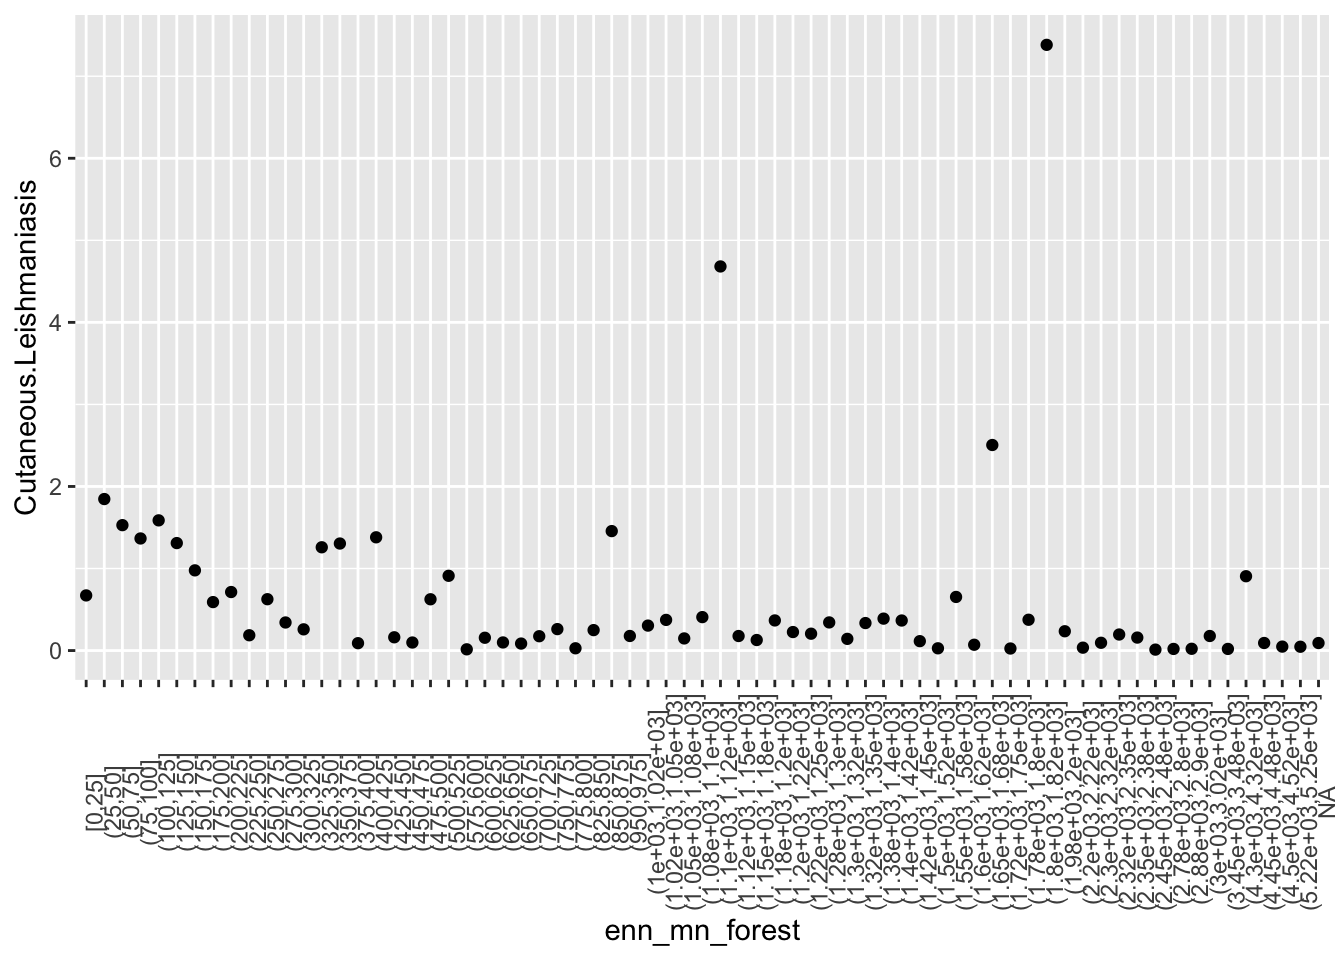 Cutaneous.Leishmaniasis
6
4
2
0
[0,25]
(25,50]
(50,75]
(75,100]
(100,125]
(125,150]
(150,175]
(175,200]
(200,225]
(225,250]
(250,275]
(275,300]
(300,325]
(325,350]
(350,375]
(375,400]
(400,425]
(425,450]
(450,475]
(475,500]
(500,525]
(575,600]
(600,625]
(625,650]
(650,675]
(700,725]
(750,775]
(775,800]
(825,850]
(850,875]
(950,975]
(1e+03,1.02e+03]
(1.02e+03,1.05e+03]
(1.05e+03,1.08e+03]
(1.08e+03,1.1e+03]
(1.1e+03,1.12e+03]
(1.12e+03,1.15e+03]
(1.15e+03,1.18e+03]
(1.18e+03,1.2e+03]
(1.2e+03,1.22e+03]
(1.22e+03,1.25e+03]
(1.28e+03,1.3e+03]
(1.3e+03,1.32e+03]
(1.32e+03,1.35e+03]
(1.38e+03,1.4e+03]
(1.4e+03,1.42e+03]
(1.42e+03,1.45e+03]
(1.5e+03,1.52e+03]
(1.55e+03,1.58e+03]
(1.6e+03,1.62e+03]
(1.65e+03,1.68e+03]
(1.72e+03,1.75e+03]
(1.78e+03,1.8e+03]
(1.8e+03,1.82e+03]
(1.98e+03,2e+03]
(2.2e+03,2.22e+03]
(2.3e+03,2.32e+03]
(2.32e+03,2.35e+03]
(2.35e+03,2.38e+03]
(2.45e+03,2.48e+03]
(2.78e+03,2.8e+03]
(2.88e+03,2.9e+03]
(3e+03,3.02e+03]
(3.45e+03,3.48e+03]
(4.3e+03,4.32e+03]
(4.45e+03,4.48e+03]
(4.5e+03,4.52e+03]
(5.22e+03,5.25e+03]
NA
enn_mn_forest